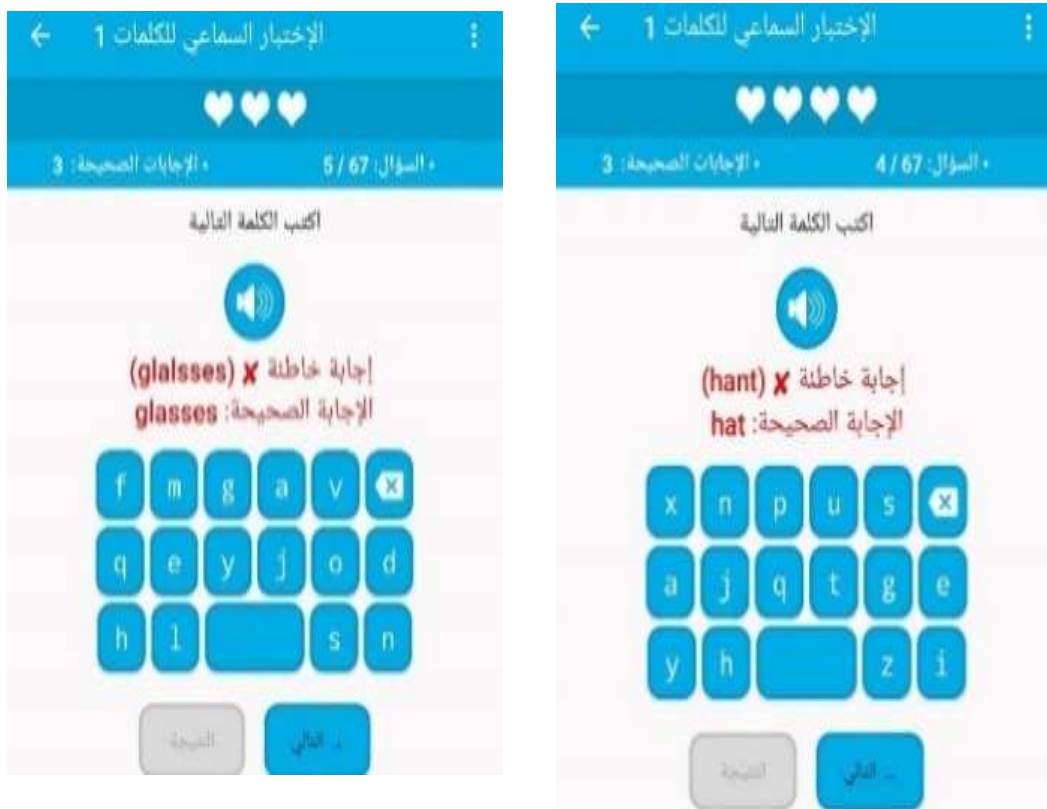 الإختبار السماعي للكلمات 1
السؤال: 5 / 67 • الإجابات الصحيحة: 3 •
اكتب الكلمة التالية
إجابة خاطئة ✘ (glalsses)
الإجابة الصحيحة: glasses
f m g a v
q e y j o d
h l s n
التالي
النتيجة
الإختبار السماعي للكلمات 1
السؤال: 4 / 67 • الإجابات الصحيحة: 3 •
اكتب الكلمة التالية
إجابة خاطئة ✘ (hant)
الإجابة الصحيحة: hat
x n p u s
a j q t g e
y h z i
التالي
النتيجة